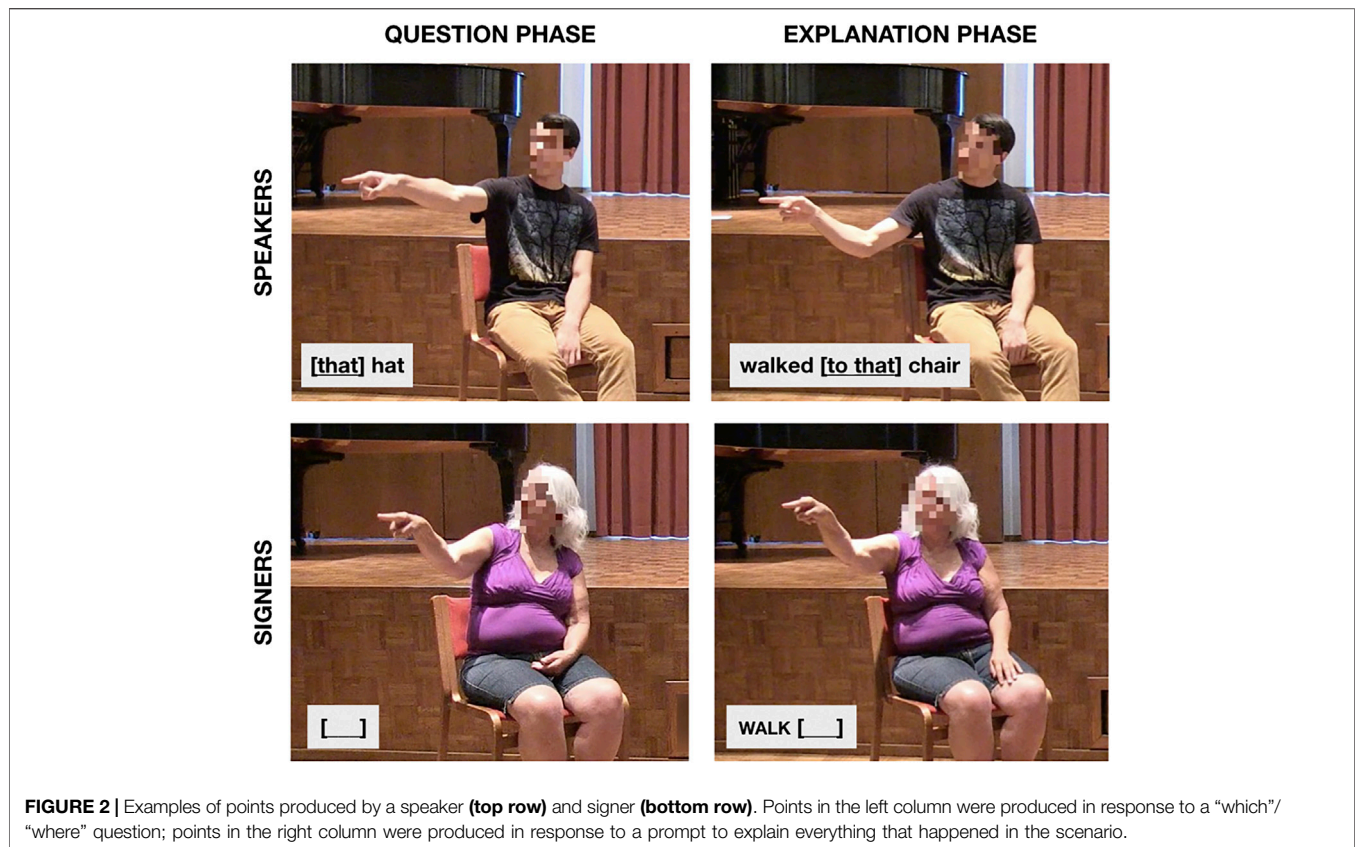 QUESTION PHASE
EXPLANATION PHASE
SPEAKERS
[that] hat
walked [to that] chair
SIGNERS
[___]
WALK [___]
FIGURE 2 | Examples of points produced by a speaker (top row) and signer (bottom row). Points in the left column were produced in response to a “which”/
“where” question; points in the right column were produced in response to a prompt to explain everything that happened in the scenario.